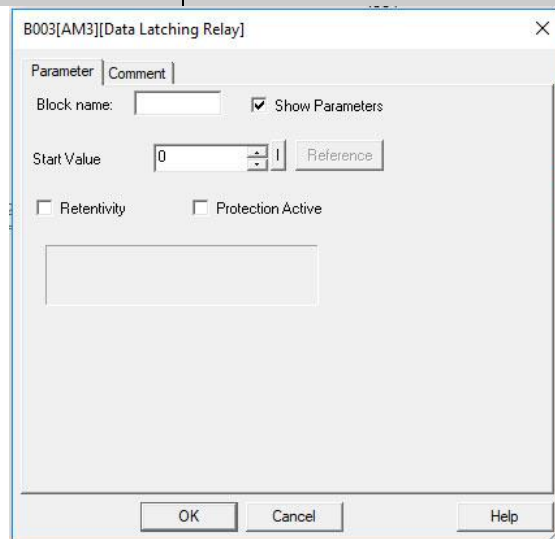 B003[AM3][Data Latching Relay]
Parameter Comment
Block name: Show Parameters
Start Value 0 I Reference
Retentivity Protection Active
OK Cancel Help